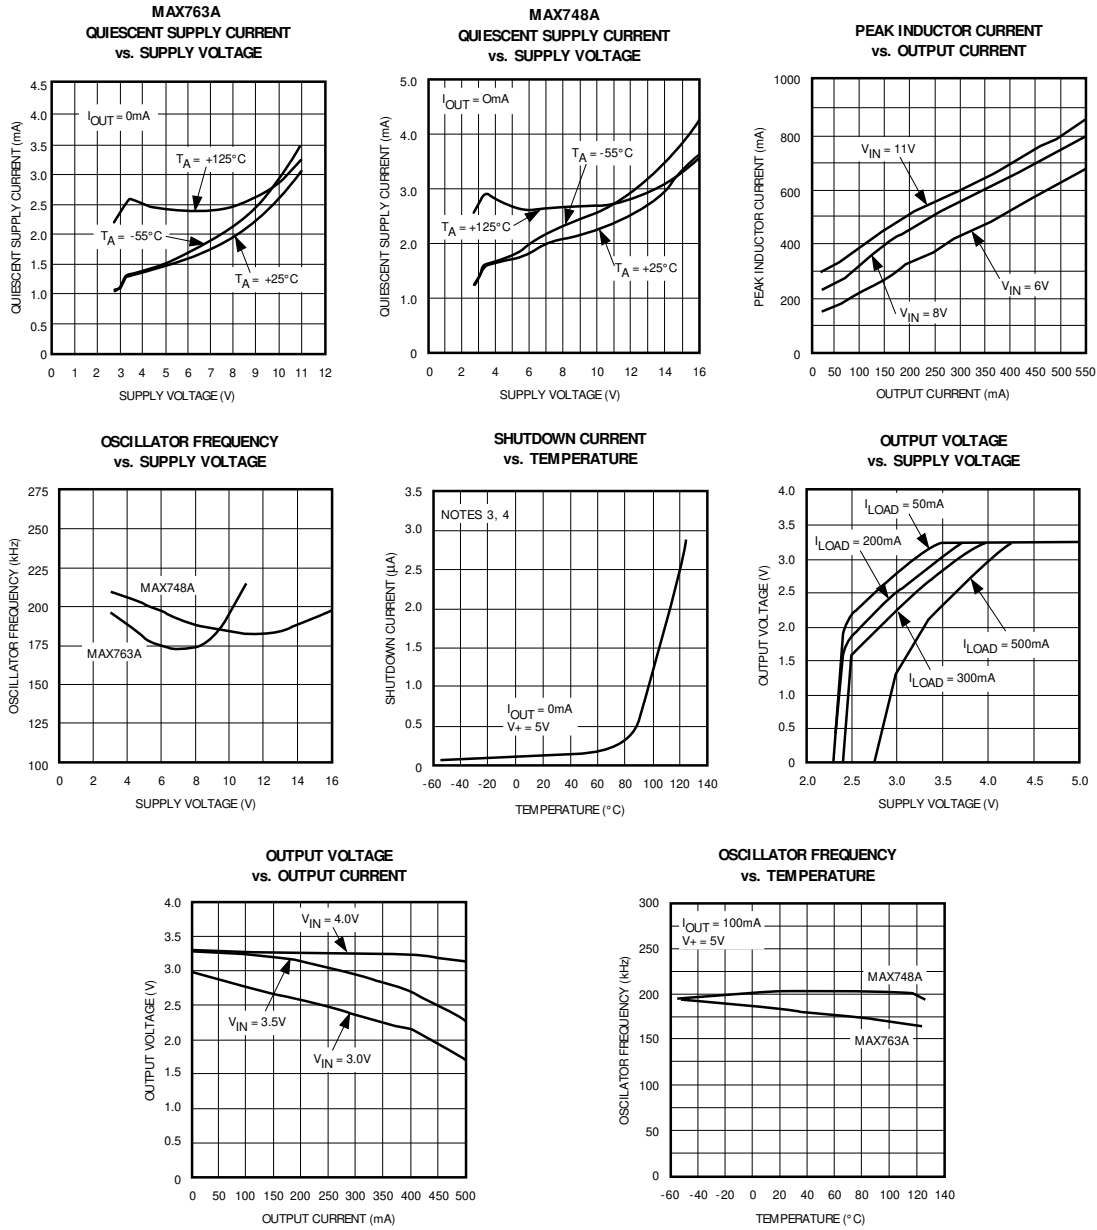 MAX763A
QUIESCENT SUPPLY CURRENT
vs. SUPPLY VOLTAGE
QUIESCENT SUPPLY CURRENT (mA)
4.5
4.0
3.5
3.0
2.5
2.0
1.5
1.0
0.5
0
IOUT = 0mA
TA = +125°C
TA = -55°C
TA = +25°C
0 1 2 3 4 5 6 7 8 9 10 11 12
SUPPLY VOLTAGE (V)
MAX748A
QUIESCENT SUPPLY CURRENT
vs. SUPPLY VOLTAGE
QUIESCENT SUPPLY CURRENT (mA)
5.0
4.0
3.0
2.0
1.0
0
IOUT = OmA
TA = -55°C
TA = +125°C
TA = +25°C
0 2 4 6 8 10 12 14 16
SUPPLY VOLTAGE (V)
PEAK INDUCTOR CURRENT
vs. OUTPUT CURRENT
PEAK INDUCTOR CURRENT (mA)
1000
800
600
400
200
0
VIN = 11V
VIN = 6V
VIN = 8V
0 50 100 150 200 250 300 350 400 450 500 550
OUTPUT CURRENT (mA)
OSCILLATOR FREQUENCY
vs. SUPPLY VOLTAGE
OSCILLATOR FREQUENCY (kHz)
275
250
225
200
175
150
125
100
MAX748A
MAX763A
0 2 4 6 8 10 12 14 16
SUPPLY VOLTAGE (V)
SHUTDOWN CURRENT
vs. TEMPERATURE
SHUTDOWN CURRENT (µA)
3.5
3.0
2.5
2.0
1.5
1.0
0.5
0
NOTES 3, 4
IOUT = 0mA
V+ = 5V
-60 -40 -20 0 20 40 60 80 100 120 140
TEMPERATURE (°C)
OUTPUT VOLTAGE
vs. SUPPLY VOLTAGE
OUTPUT VOLTAGE (V)
4.0
3.5
3.0
2.5
2.0
1.5
1.0
0.5
0
ILOAD = 50mA
ILOAD = 200mA
ILOAD = 500mA
ILOAD = 300mA
2.0 2.5 3.0 3.5 4.0 4.5 5.0
SUPPLY VOLTAGE (V)
OUTPUT VOLTAGE
vs. OUTPUT CURRENT
OUTPUT VOLTAGE (V)
4.0
3.5
3.0
2.5
2.0
1.5
1.0
0.5
0
VIN = 4.0V
VIN = 3.5V
VIN = 3.0V
0 50 100 150 200 250 300 350 400 450 500
OUTPUT CURRENT (mA)
OSCILLATOR FREQUENCY
vs. TEMPERATURE
OSCILATOR FREQUENCY (kHz)
300
250
200
150
100
50
0
IOUT = 100mA
V+ = 5V
MAX748A
MAX763A
-60 -40 -20 0 20 40 60 80 100 120 140
TEMPERATURE (°C)